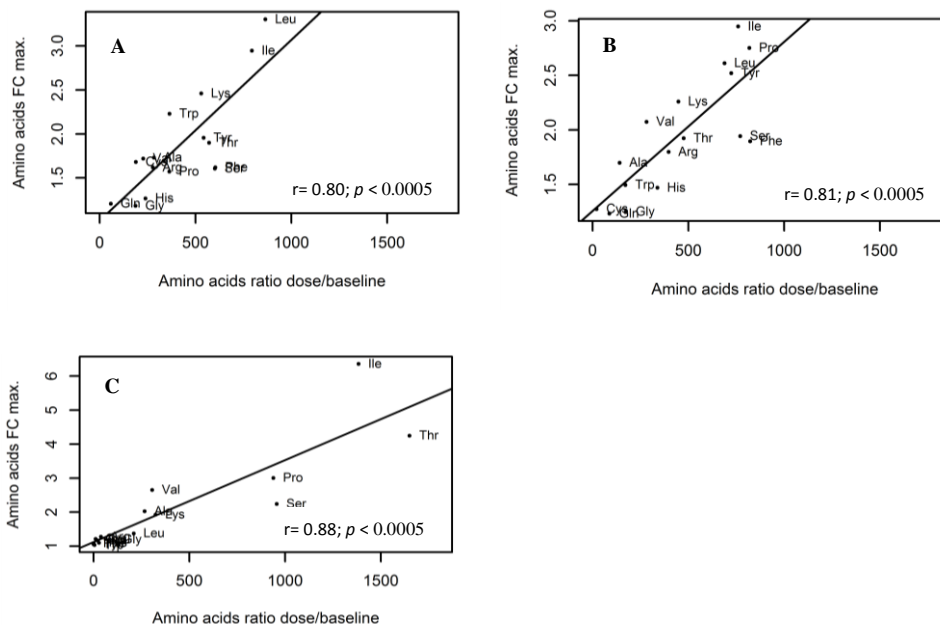 A
Amino acids FC max.
3.0
2.5
2.0
1.5
Leu
Ile
Lys
Trp
Tyr
Thr
Val
Ala
Cys
Arg
Pro
Phe
Ser
His
Gln
Gly
r= 0.80; p < 0.0005
0 500 1000 1500
Amino acids ratio dose/baseline
B
Amino acids FC max.
3.0
2.5
2.0
1.5
Ile
Pro
Leu
Tyr
Lys
Val
Thr
Ser
Phe
Arg
Ala
Trp
His
Cys
Gln
Gly
r= 0.81; p < 0.0005
0 500 1000 1500
Amino acids ratio dose/baseline
C
Amino acids FC max.
6
5
4
3
2
1
Ile
Thr
Pro
Val
Ser
Ala
Lys
Leu
Gly
r= 0.88; p < 0.0005
0 500 1000 1500
Amino acids ratio dose/baseline